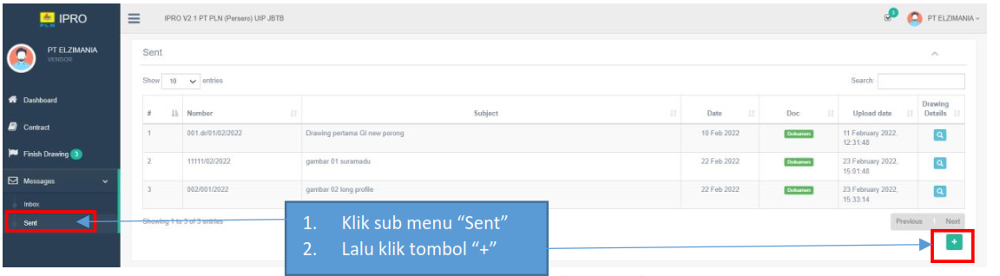 IPRO
IPRO V2.1 PT PLN (Persero) UIP JBTB
3
PT ELZIMANIA
PT ELZIMANIA
VENDOR
Dashboard
Contract
Finish Drawing 3
Messages
Inbox
Sent
Sent
Show 10 entries
Search:
# Number Subject Date Doc Upload date Drawing Details
1 001.dr/01/02/2022 Drawing pertama GI new porong 10 Feb 2022 Dokumen 11 February 2022, 12:31:48
2 11111/02/2022 gambar 01 suramadu 22 Feb 2022 Dokumen 23 February 2022, 15:01:46
3 002/001/2022 gambar 02 long profile 22 Feb 2022 Dokumen 23 February 2022, 15:33:14
Showing 1 to 3 of 3 entries
Previous 1 Next
+
1. Klik sub menu “Sent”
2. Lalu klik tombol “+”